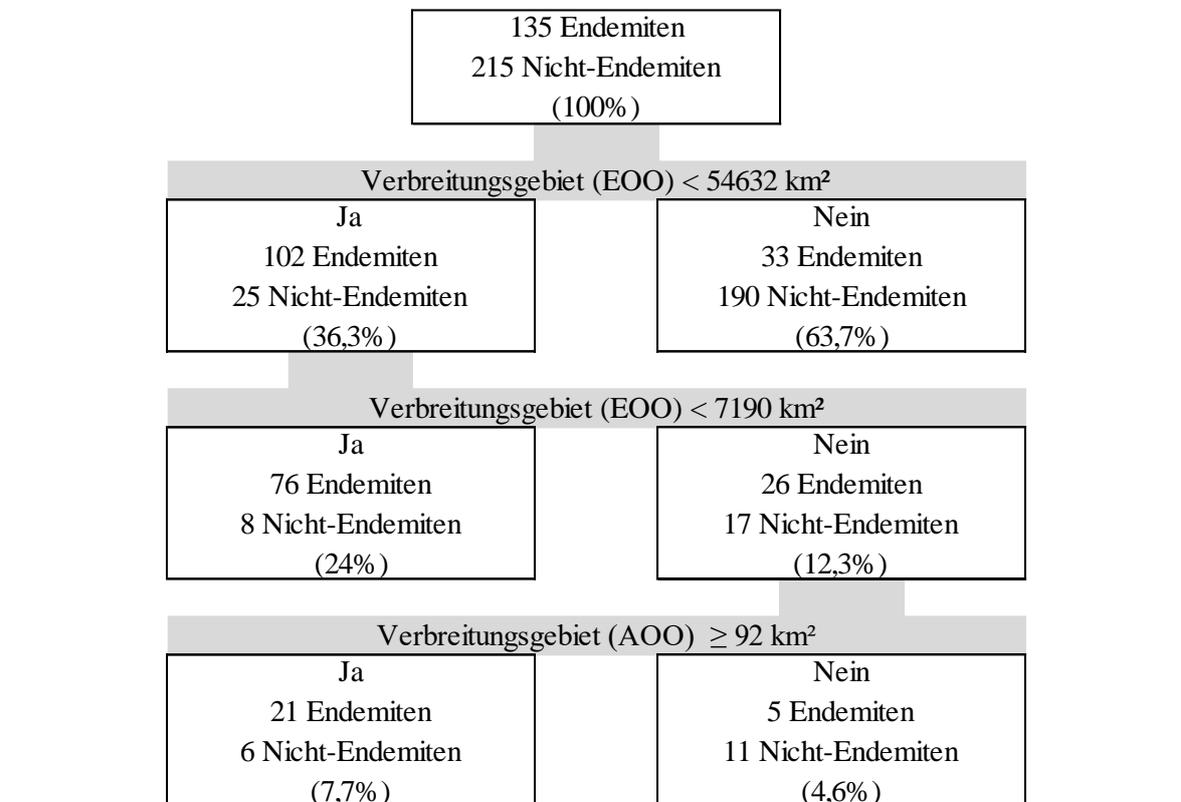 135 Endemiten
215 Nicht-Endemiten
(100%)
Verbreitungsgebiet (EOO) < 54632 km²
Ja
102 Endemiten
25 Nicht-Endemiten
(36,3%)
Nein
33 Endemiten
190 Nicht-Endemiten
(63,7%)
Verbreitungsgebiet (EOO) < 7190 km²
Ja
76 Endemiten
8 Nicht-Endemiten
(24%)
Nein
26 Endemiten
17 Nicht-Endemiten
(12,3%)
Verbreitungsgebiet (AOO) ≥ 92 km²
Ja
21 Endemiten
6 Nicht-Endemiten
(7,7%)
Nein
5 Endemiten
11 Nicht-Endemiten
(4,6%)